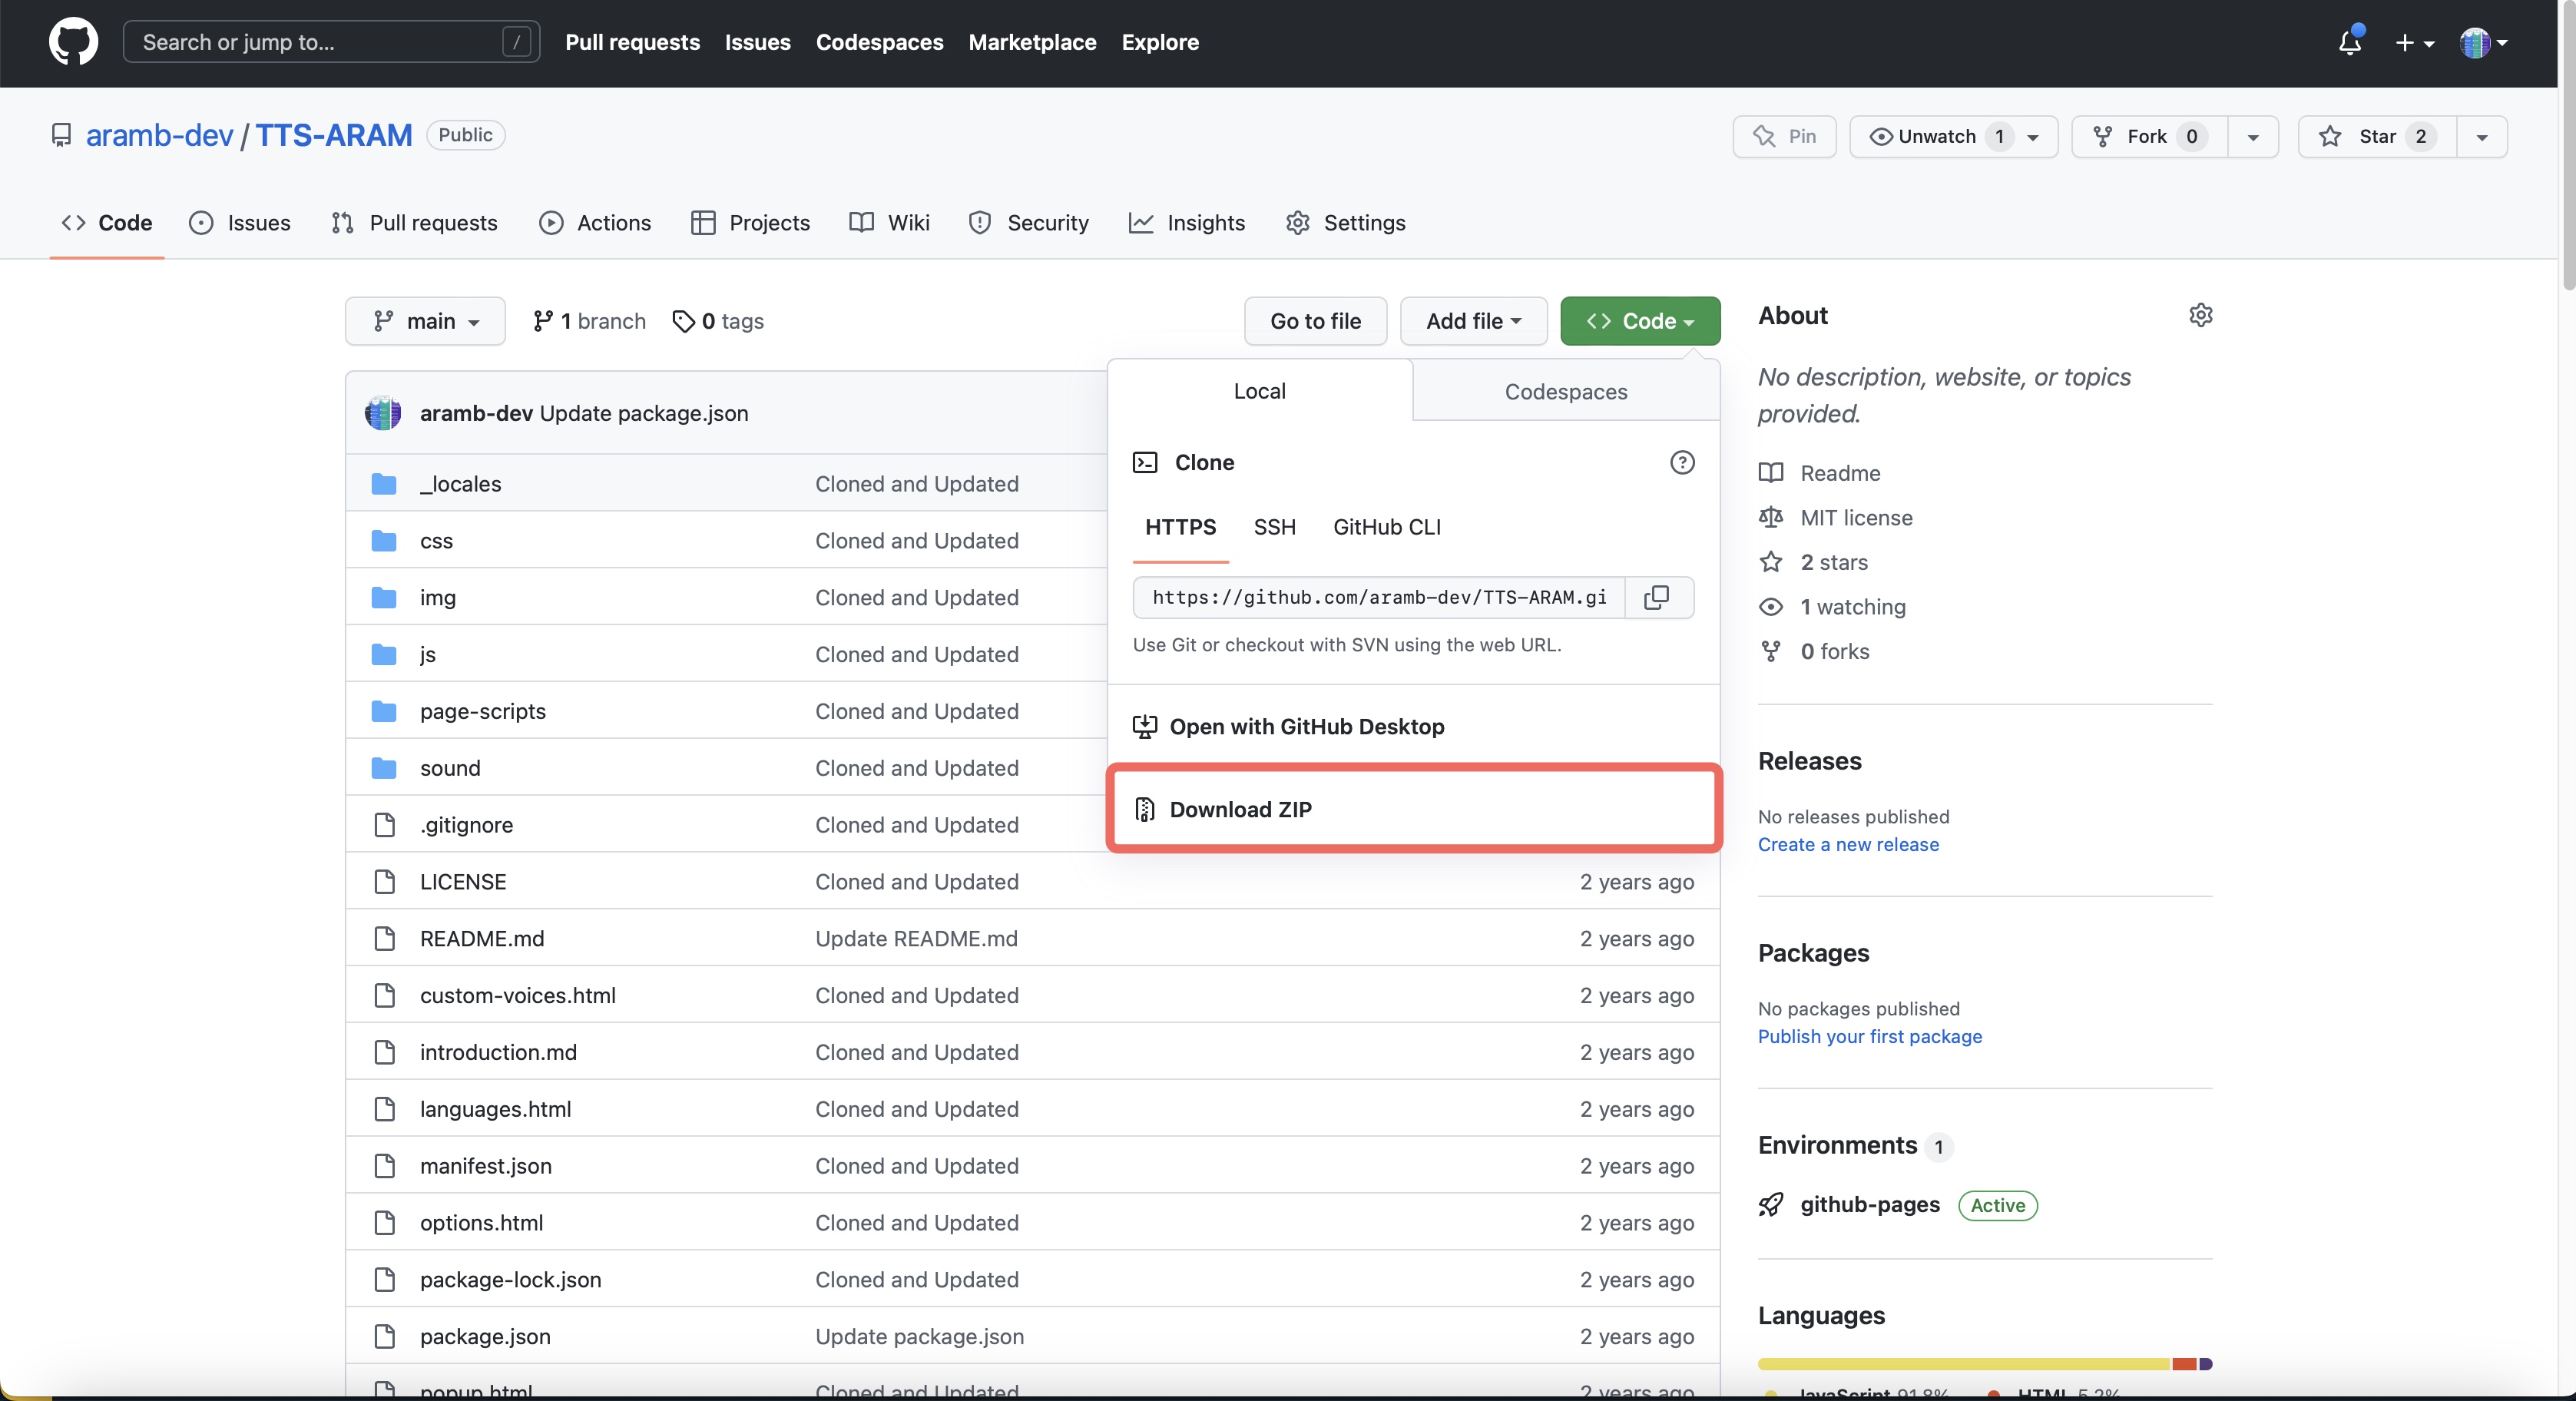 Search or jump to... /
Pull requests Issues Codespaces Marketplace Explore
aramb-dev / TTS-ARAM Public
Pin Unwatch 1 Fork 0 Star 2
Code Issues Pull requests Actions Projects Wiki Security Insights Settings
main 1 branch 0 tags
Go to file Add file Code
aramb-dev Update package.json
_locales Cloned and Updated
css Cloned and Updated
img Cloned and Updated
js Cloned and Updated
page-scripts Cloned and Updated
sound Cloned and Updated
.gitignore Cloned and Updated
LICENSE Cloned and Updated 2 years ago
README.md Update README.md 2 years ago
custom-voices.html Cloned and Updated 2 years ago
introduction.md Cloned and Updated 2 years ago
languages.html Cloned and Updated 2 years ago
manifest.json Cloned and Updated 2 years ago
options.html Cloned and Updated 2 years ago
package-lock.json Cloned and Updated 2 years ago
package.json Update package.json 2 years ago
popup.html Cloned and Updated 2 years ago
Local Codespaces
Clone
HTTPS SSH GitHub CLI
https://github.com/aramb-dev/TTS-ARAM.gi
Use Git or checkout with SVN using the web URL.
Open with GitHub Desktop
Download ZIP
About
No description, website, or topics
provided.
Readme
MIT license
2 stars
1 watching
0 forks
Releases
No releases published
Create a new release
Packages
No packages published
Publish your first package
Environments 1
github-pages Active
Languages
JavaScript 91.8% HTML 5.2%